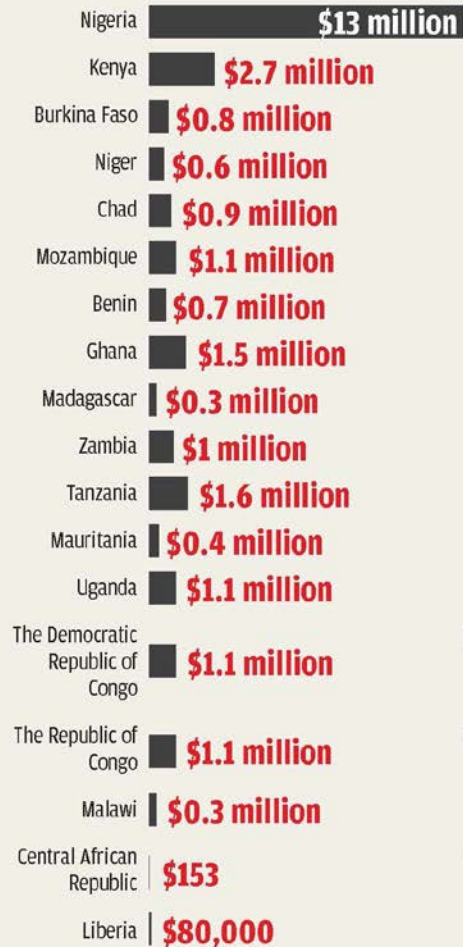 Nigeria $13 million
Kenya $2.7 million
Burkina Faso $0.8 million
Niger $0.6 million
Chad $0.9 million
Mozambique $1.1 million
Benin $0.7 million
Ghana $1.5 million
Madagascar $0.3 million
Zambia $1 million
Tanzania $1.6 million
Mauritania $0.4 million
Uganda $1.1 million
The Democratic
Republic of
Congo
$1.1 million
The Republic of
Congo
$1.1 million
Malawi $0.3 million
Central African
Republic
$153
Liberia $80,000